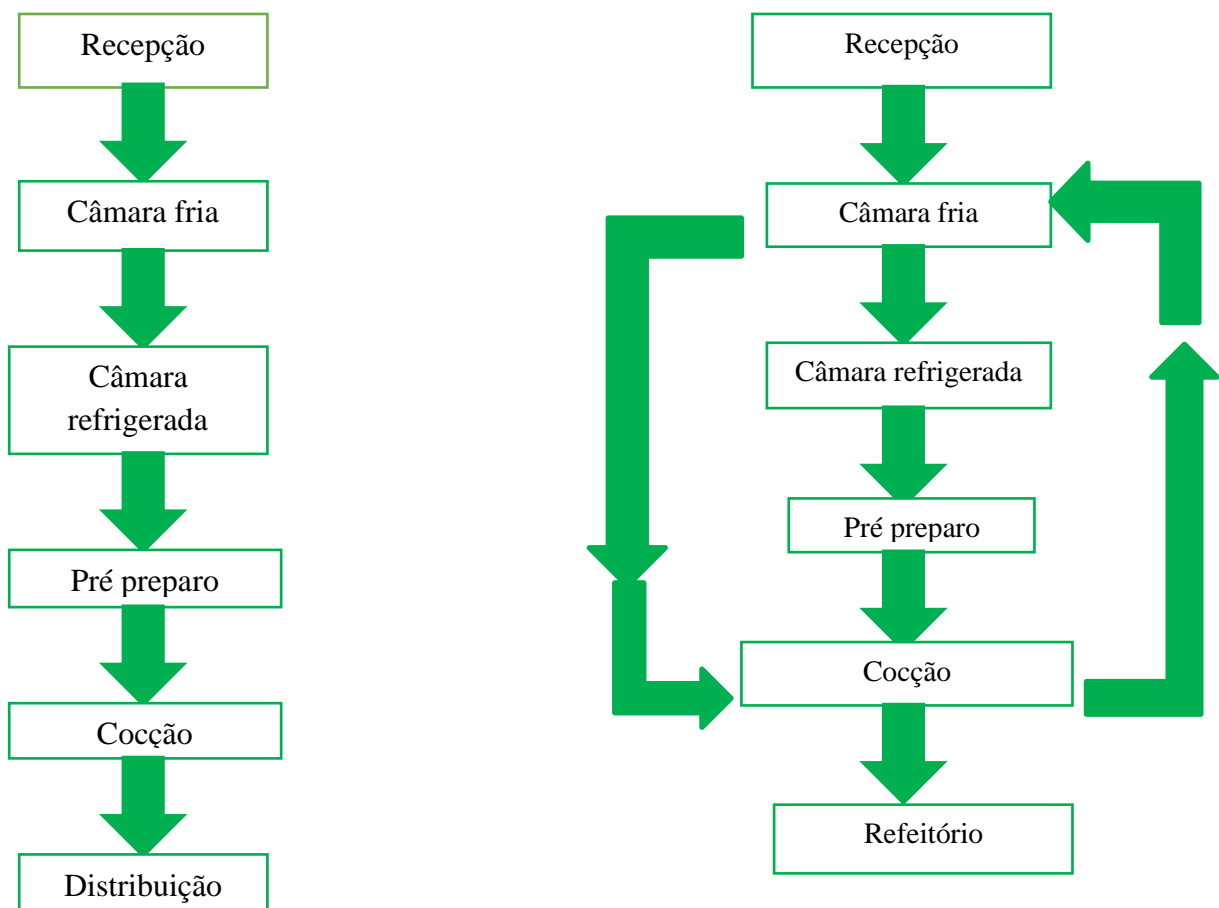 Recepção
Câmara fria
Câmara
refrigerada
Pré preparo
Cocção
Distribuição
Recepção
Câmara fria
Câmara refrigerada
Pré preparo
Cocção
Refeitório